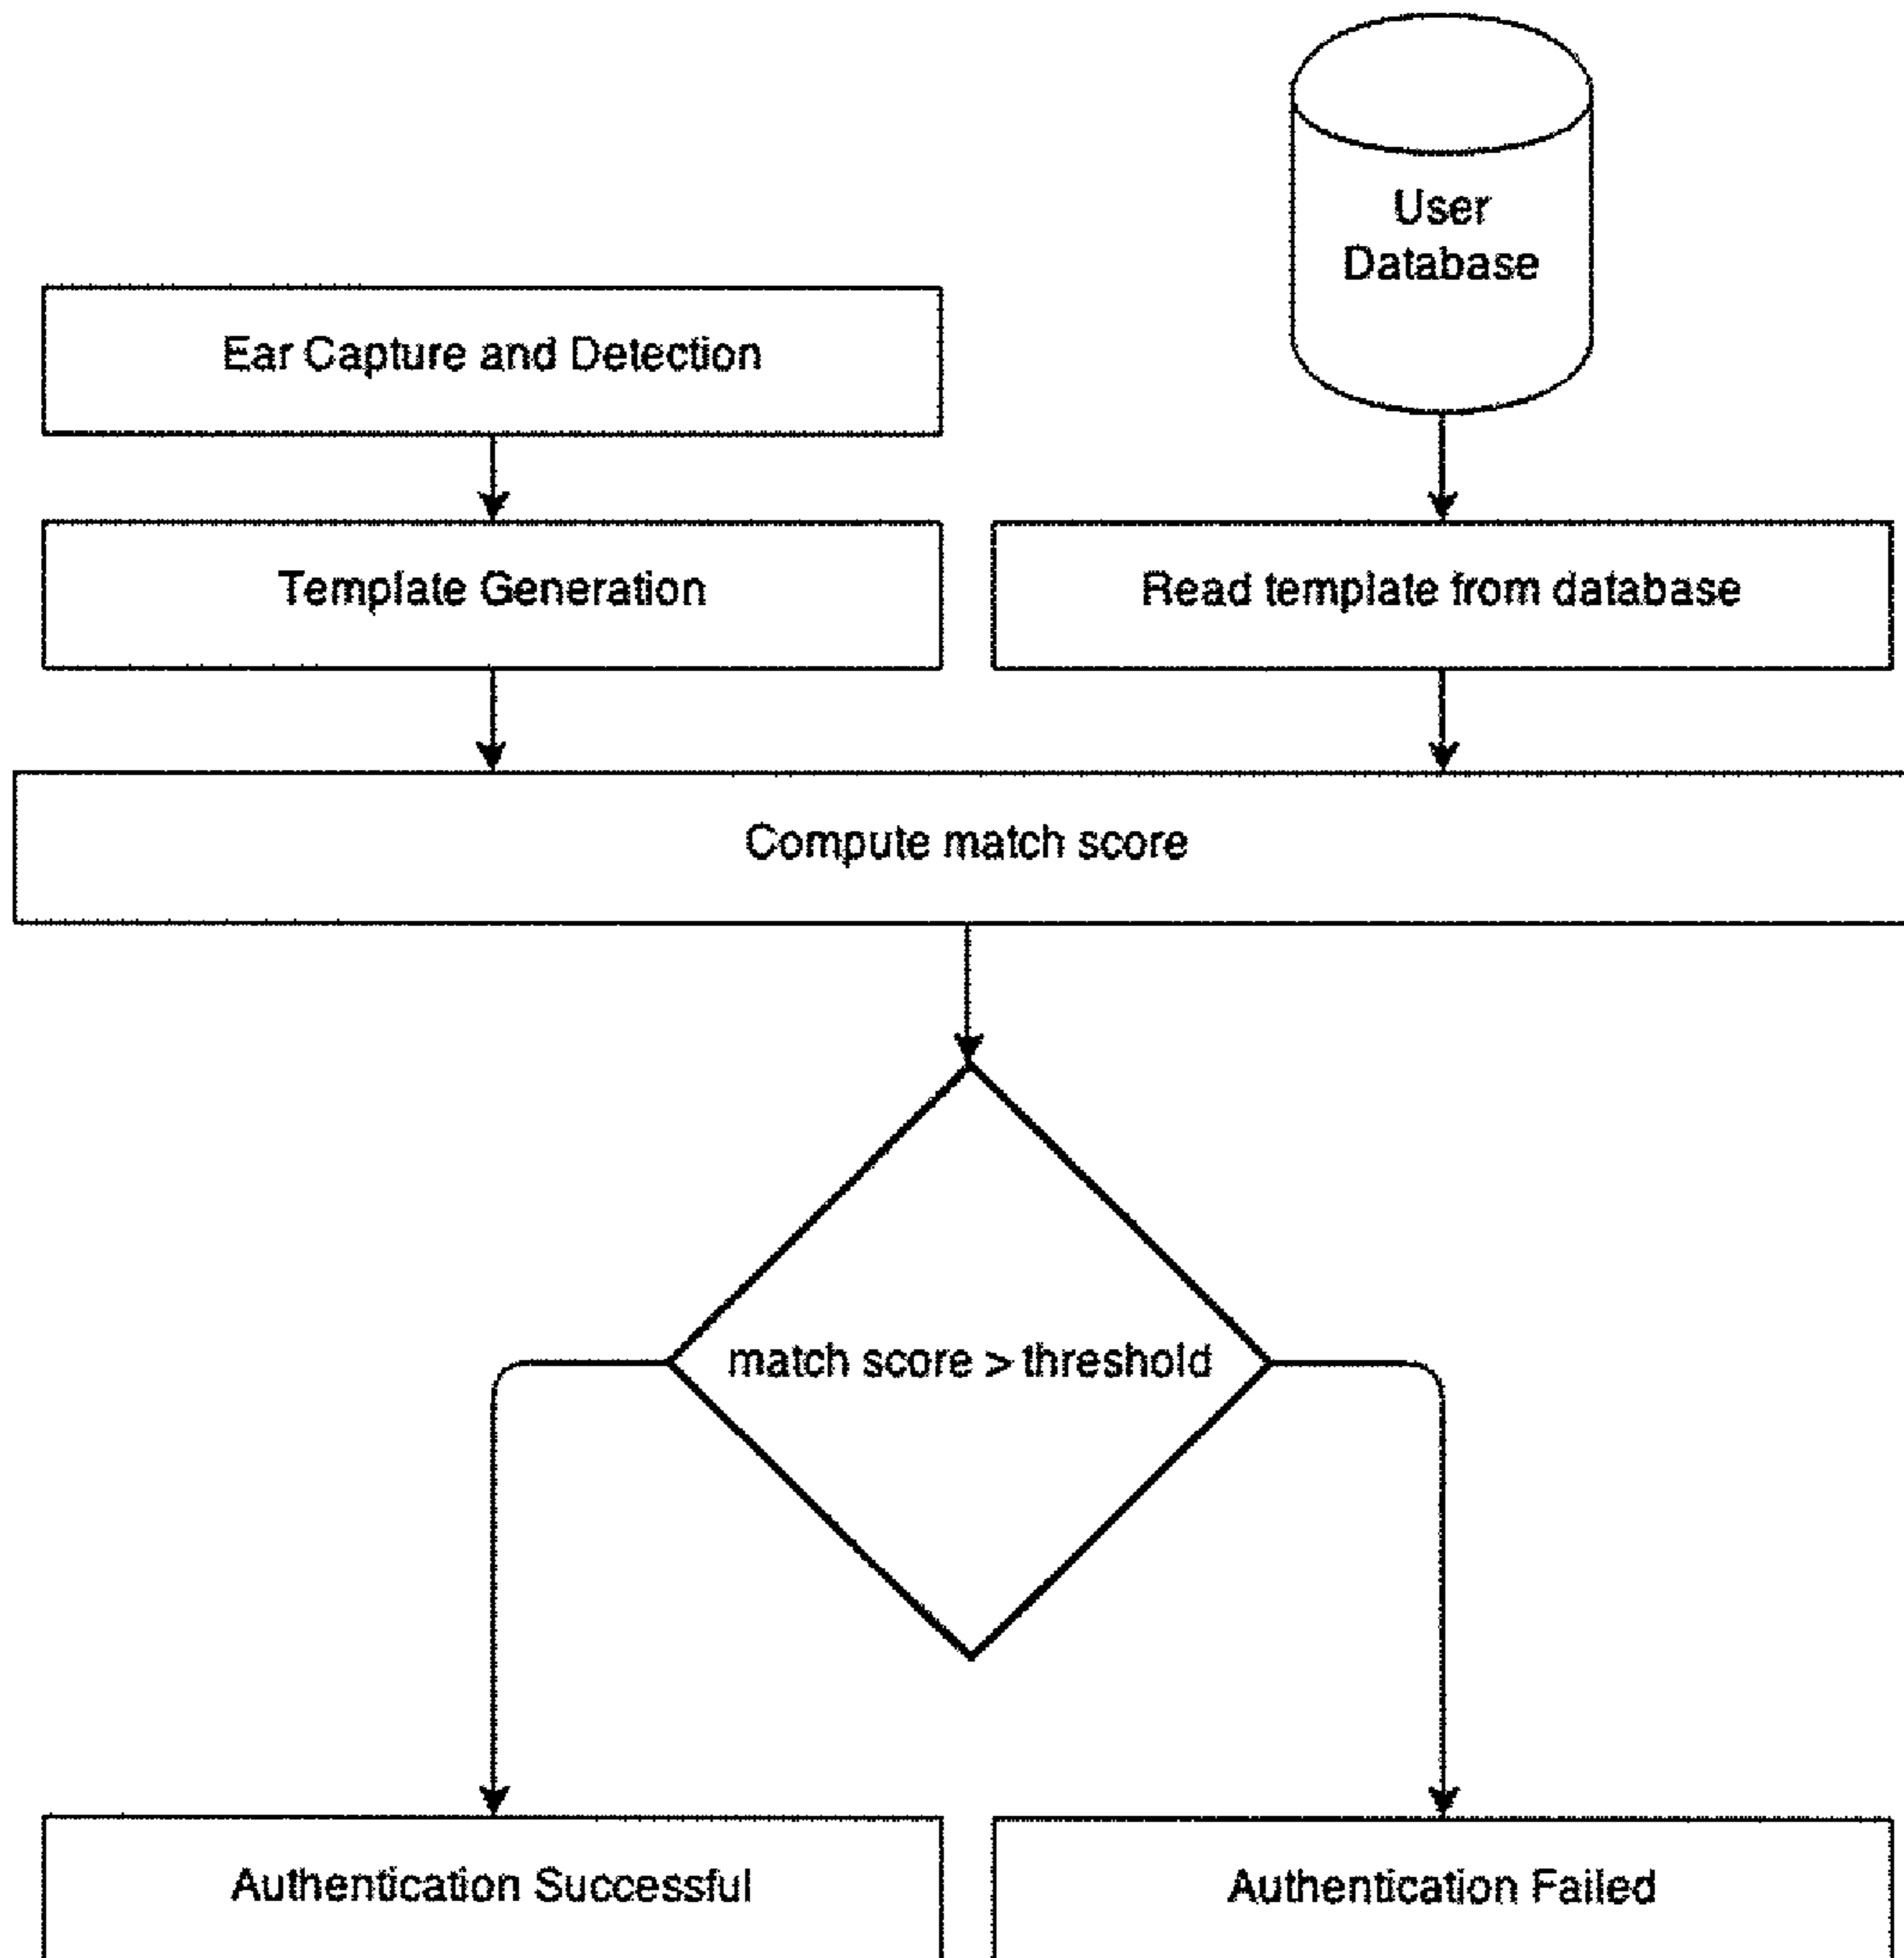 User
Database
Ear Capture and Detection
Template Generation
Read template from database
Compute match score
match score > threshold
Authentication Successful
Authentication Failed